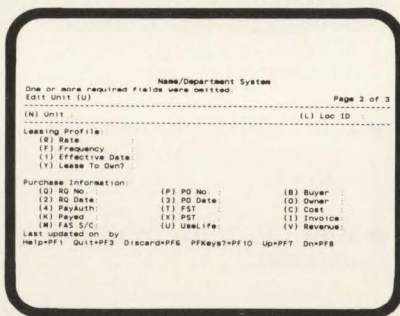 Name/Department System
One or more required fields were omitted.
Edit Unit (U) Page 2 of 3
(N) Unit : (L) Loc ID :
Leasing Profile:
(R) Rate :
(F) Frequency :
(1) Effective Date:
(Y) Lease To Own? :
Purchase Information:
(Q) RQ No. : (P) PO No. : (B) Buyer :
(2) RQ Date: (3) PO Date: (O) Owner :
(4) PayAuth: (T) FST : (C) Cost :
(K) Payed : (X) PST : (I) Invoice:
(M) FAS S/C: (U) UseLife: (V) Revenue:
Last updated on by
Help=PF1 Quit=PF3 Discard=PF6 PFKeys?=PF10 Up=PF7 Dn=PF8